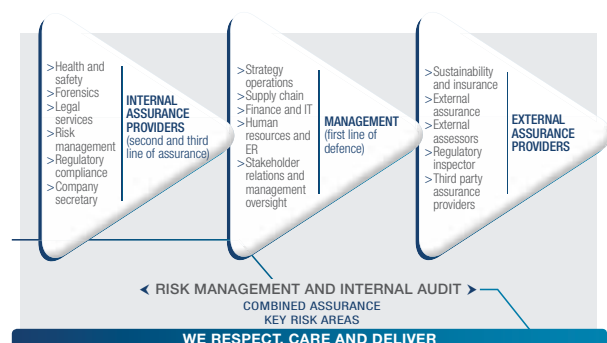 >Health and
safety
>Forensics
>Legal
services
>Risk
management
>Regulatory
compliance
>Company
secretary
INTERNAL
ASSURANCE
PROVIDERS
(second and third
line of assurance)
>Strategy
operations
>Supply chain
>Finance and IT
>Human
resources and
ER
>Stakeholder
relations and
management
oversight
MANAGEMENT
(first line of
defence)
>Sustainability
and insurance
>External
assurance
>External
assessors
>Regulatory
inspector
>Third party
assurance
providers
EXTERNAL
ASSURANCE
PROVIDERS
RISK MANAGEMENT AND INTERNAL AUDIT
COMBINED ASSURANCE
KEY RISK AREAS
WE RESPECT, CARE AND DELIVER